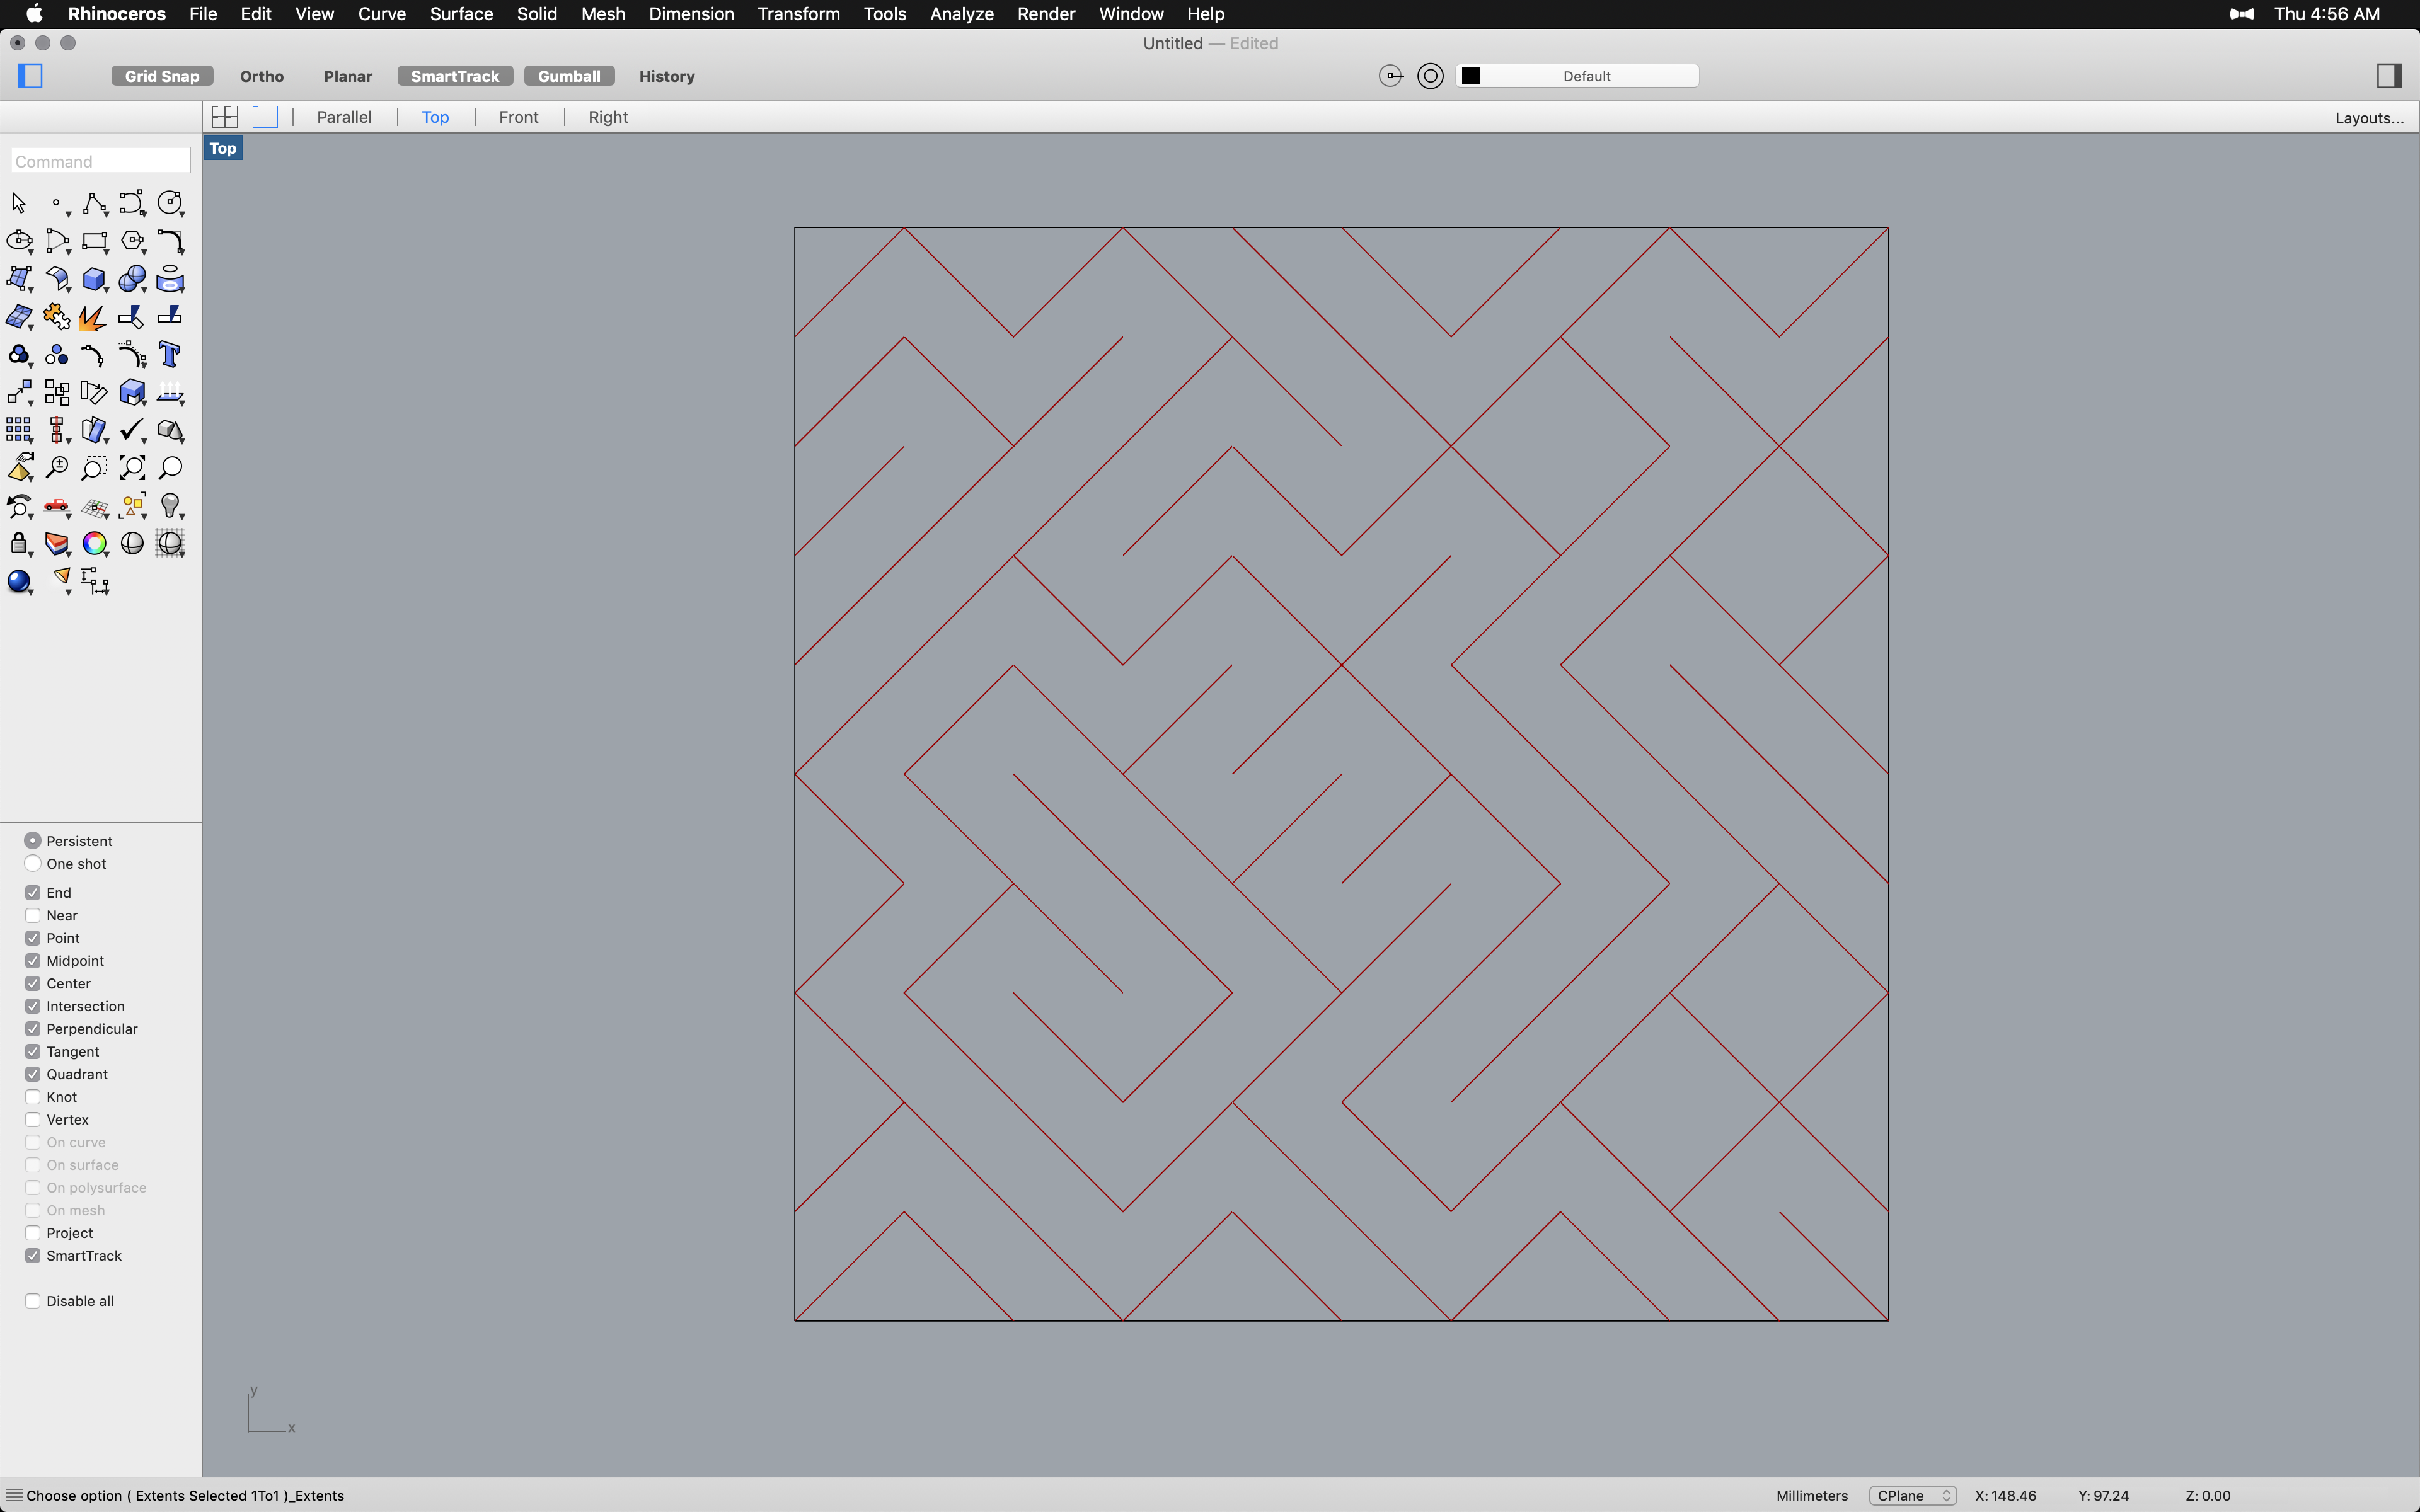 Rhinoceros File Edit View Curve Surface Solid Mesh Dimension Transform Tools Analyze Render Window Help Thu 4:56 AM
Untitled — Edited
Grid Snap Ortho Planar SmartTrack Gumball History Default
Parallel | Top | Front | Right Layouts...
Top
Command
Persistent
One shot
End
Near
Point
Midpoint
Center
Intersection
Perpendicular
Tangent
Quadrant
Knot
Vertex
On curve
On surface
On polysurface
On mesh
Project
SmartTrack
Disable all
y
x
Choose option ( Extents Selected 1To1 )_Extents Millimeters CPlane X: 148.46 Y: 97.24 Z: 0.00